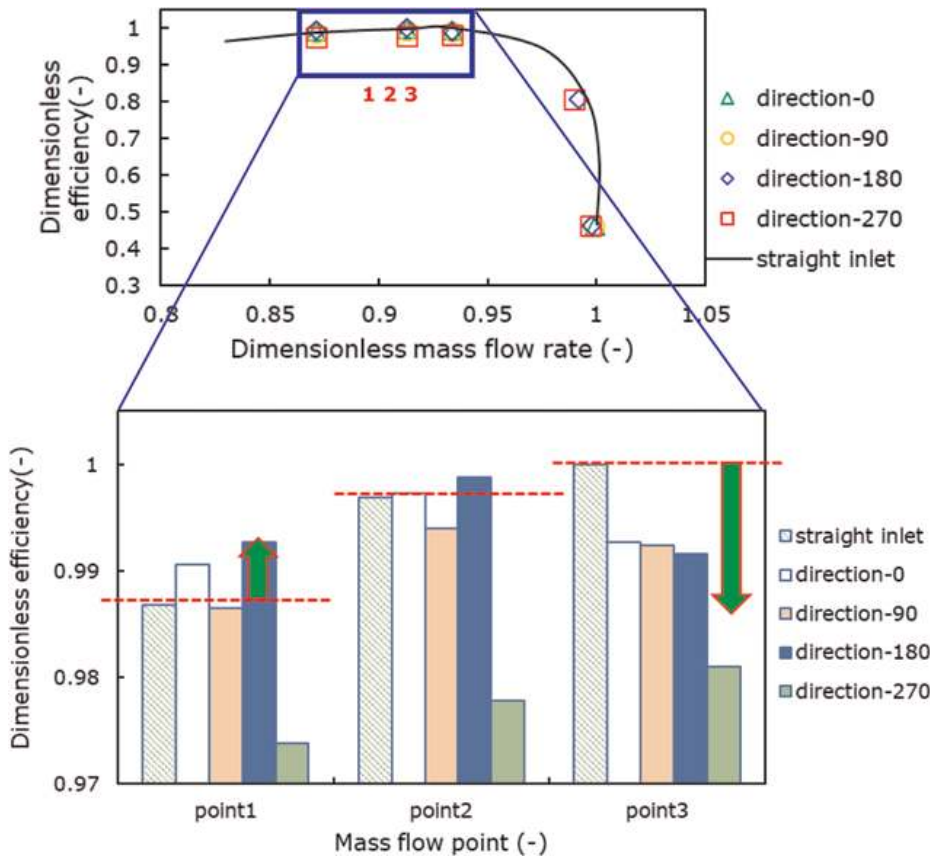 1
0.9
0.8
0.7
0.6
0.5
0.4
0.3
Dimensionless
efficiency(-)
1 2 3
0.8
0.85
0.9
0.95
1
1.05
Dimensionless mass flow rate (-)
direction-0
direction-90
direction-180
direction-270
straight inlet
1
0.99
0.98
0.97
Dimensionless efficiency(-)
point1
point2
point3
Mass flow point (-)
straight inlet
direction-0
direction-90
direction-180
direction-270